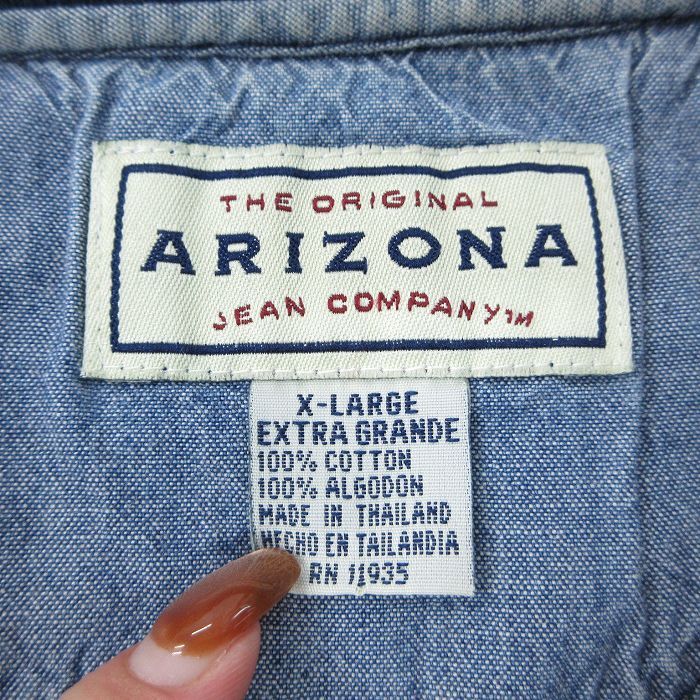 THE ORIGINAL
ARIZONA
JEAN COMPANY™
X-LARGE
EXTRA GRANDE
100% COTTON
100% ALGODON
MADE IN THAILAND
HECHO EN TAILANDIA
RN 11935